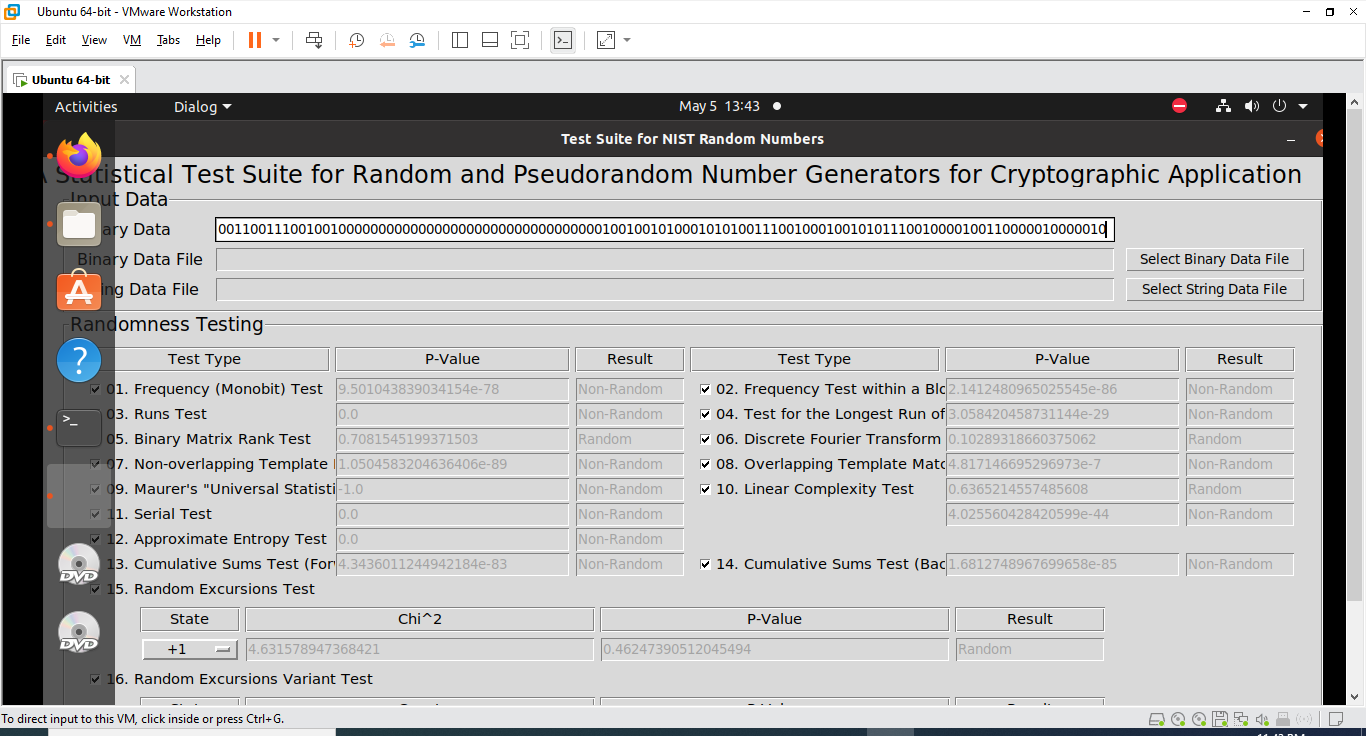 Ubuntu 64-bit - VMware Workstation
File Edit View VM Tabs Help
Ubuntu 64-bit
Activities Dialog May 5 13:43
Test Suite for NIST Random Numbers
Statistical Test Suite for Random and Pseudorandom Number Generators for Cryptographic Application
Input Data
ary Data
Binary Data File Select Binary Data File
ing Data File Select String Data File
Randomness Testing
Test Type P-Value Result Test Type P-Value Result
01. Frequency (Monobit) Test 9.501043839034154e-78 Non-Random 02. Frequency Test within a Blo 2.1412480965025545e-86 Non-Random
03. Runs Test 0.0 Non-Random 04. Test for the Longest Run of 3.058420458731144e-29 Non-Random
05. Binary Matrix Rank Test 0.7081545199371503 Random 06. Discrete Fourier Transform 0.10289318660375062 Random
07. Non-overlapping Template 1.0504583204636406e-89 Non-Random 08. Overlapping Template Matc 4.817146695296973e-7 Non-Random
09. Maurer's "Universal Statisti -1.0 Non-Random 10. Linear Complexity Test 0.6365214557485608 Random
11. Serial Test 0.0 Non-Random 4.025560428420599e-44 Non-Random
12. Approximate Entropy Test 0.0 Non-Random
13. Cumulative Sums Test (For 4.3436011244942184e-83 Non-Random 14. Cumulative Sums Test (Bac 1.6812748967699658e-85 Non-Random
15. Random Excursions Test
State Chi^2 P-Value Result
+1 4.631578947368421 0.46247390512045494 Random
16. Random Excursions Variant Test
To direct input to this VM, click inside or press Ctrl+G.